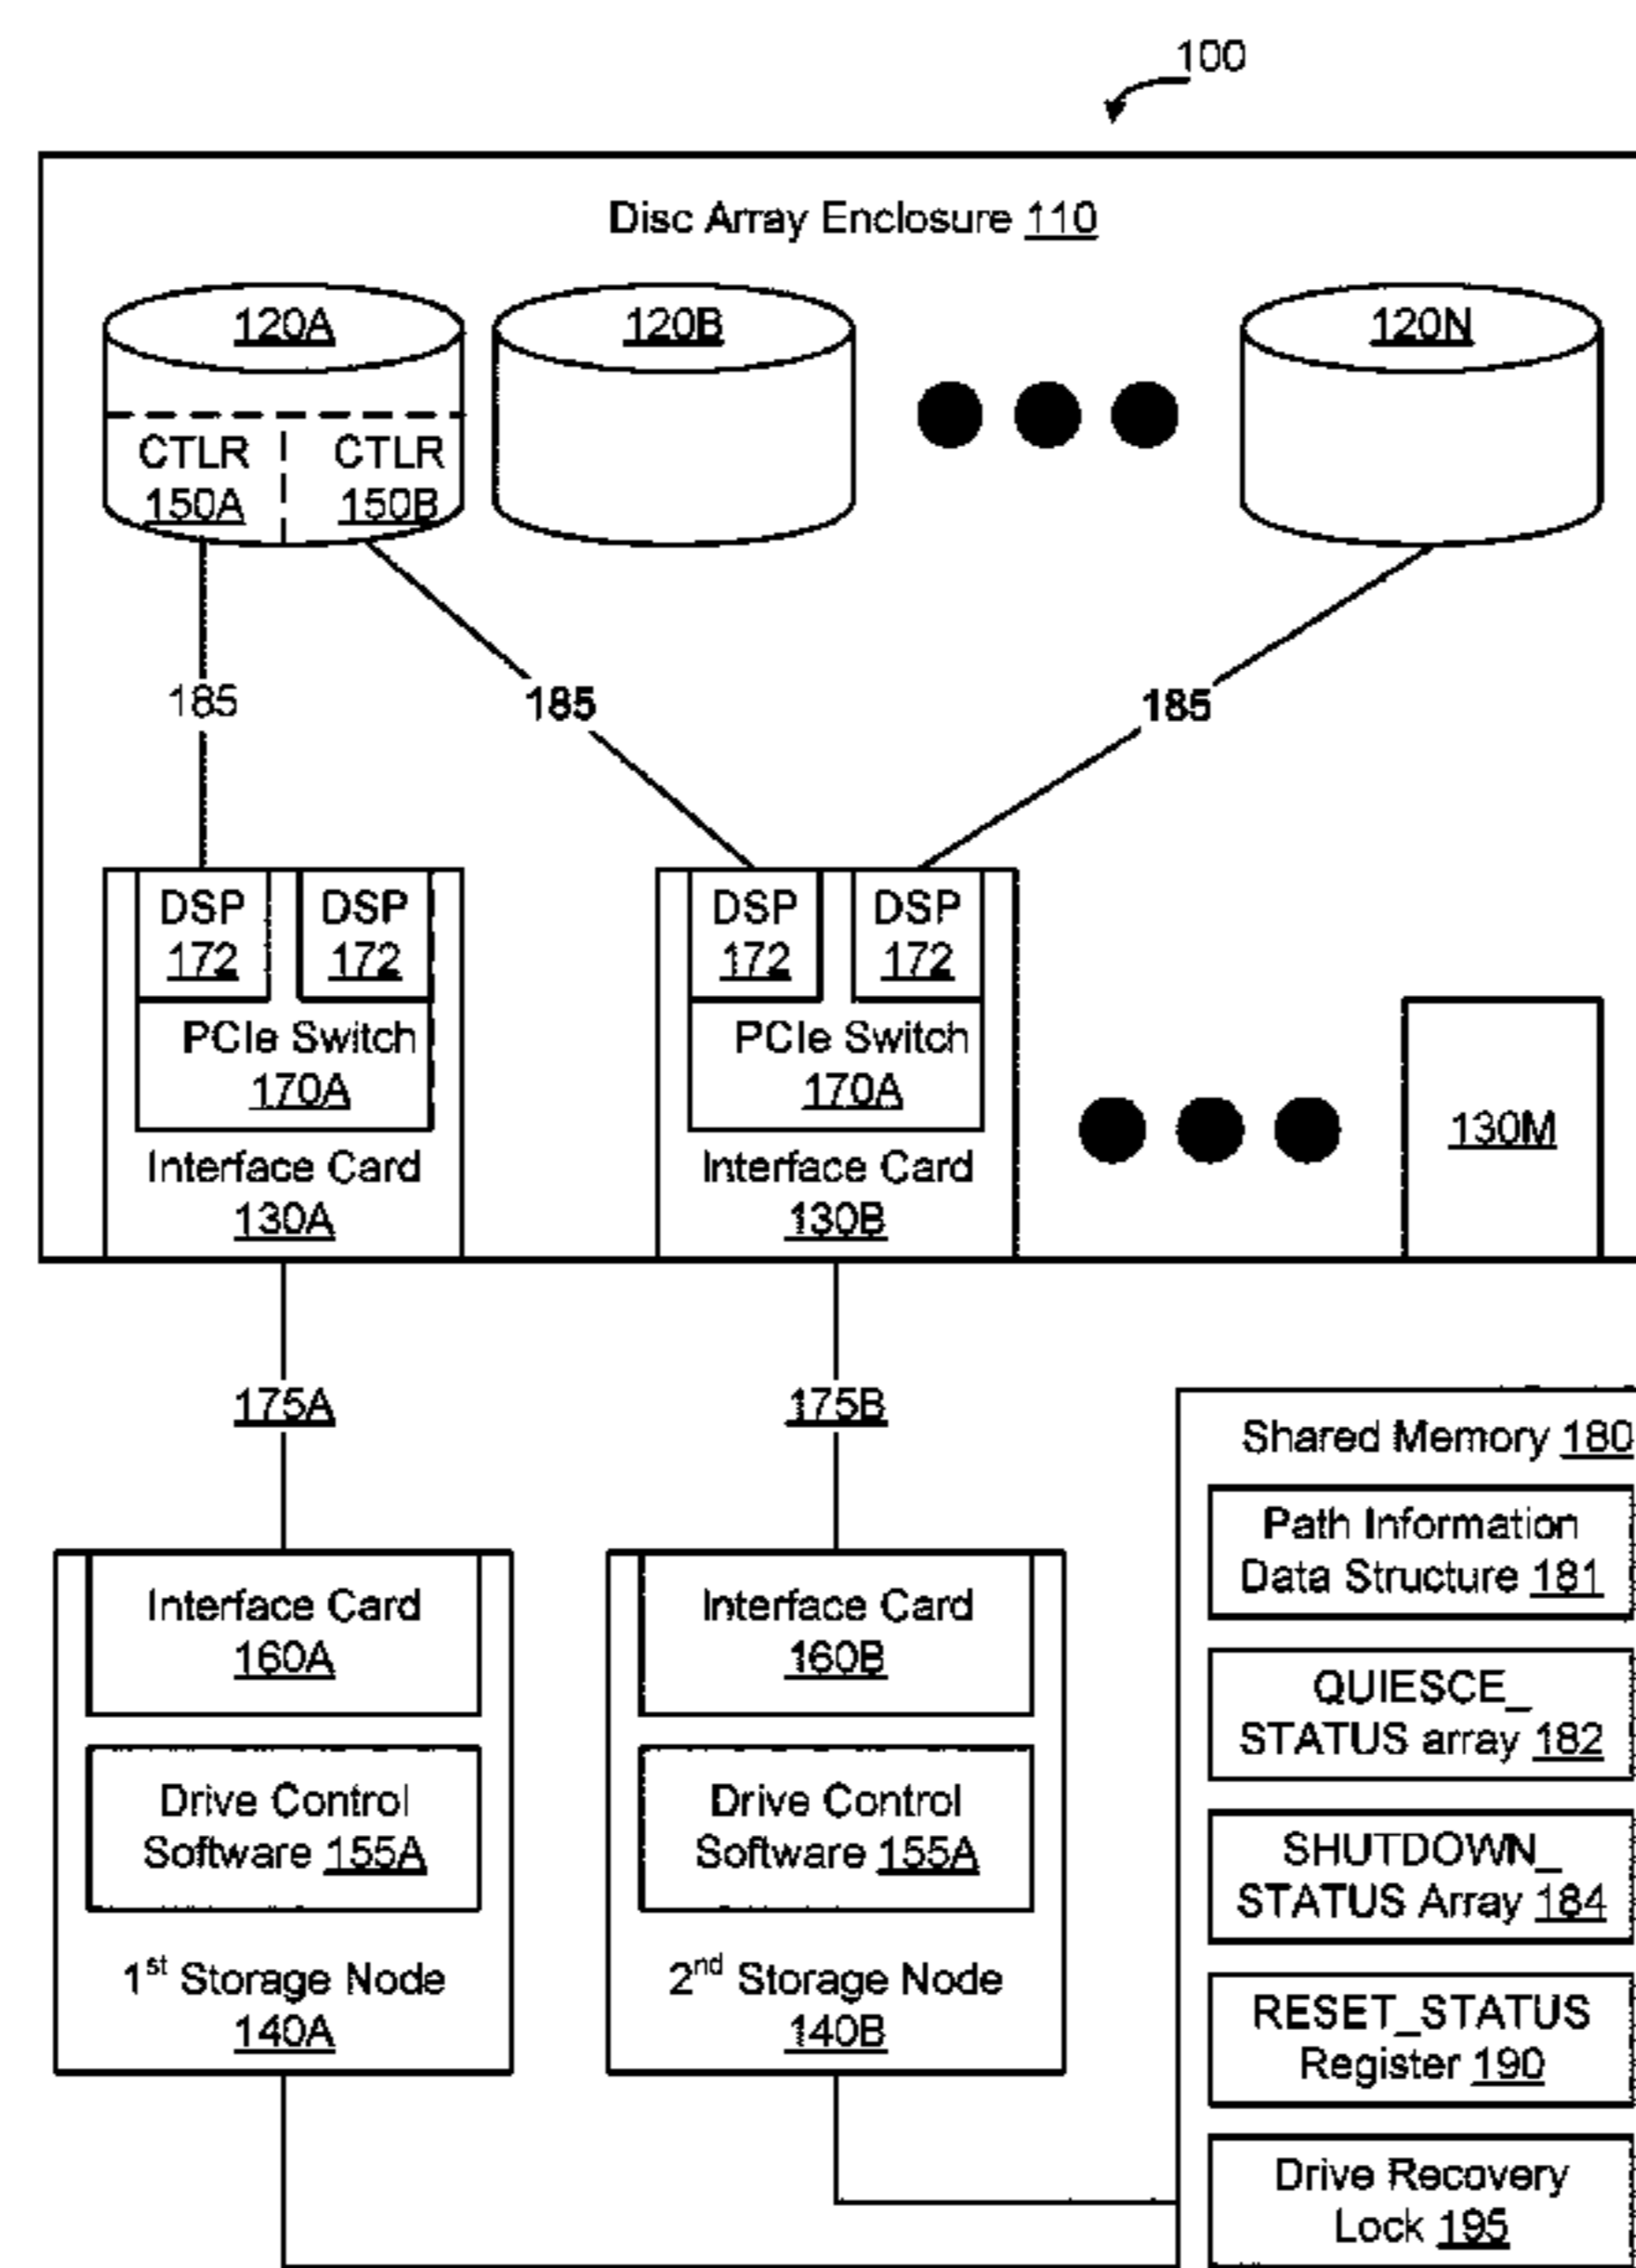 100
Disc Array Enclosure 110
120A
120B
120N
CTLR
150A
CTLR
150B
185
185
185
DSP
172
DSP
172
PCIe Switch
170A
Interface Card
130A
DSP
172
DSP
172
PCIe Switch
170A
Interface Card
130B
130M
175A
175B
Interface Card
160A
Drive Control
Software 155A
1st Storage Node
140A
Interface Card
160B
Drive Control
Software 155A
2nd Storage Node
140B
Shared Memory 180
Path Information
Data Structure 181
QUIESCE_
STATUS array 182
SHUTDOWN_
STATUS Array 184
RESET_STATUS
Register 190
Drive Recovery
Lock 195